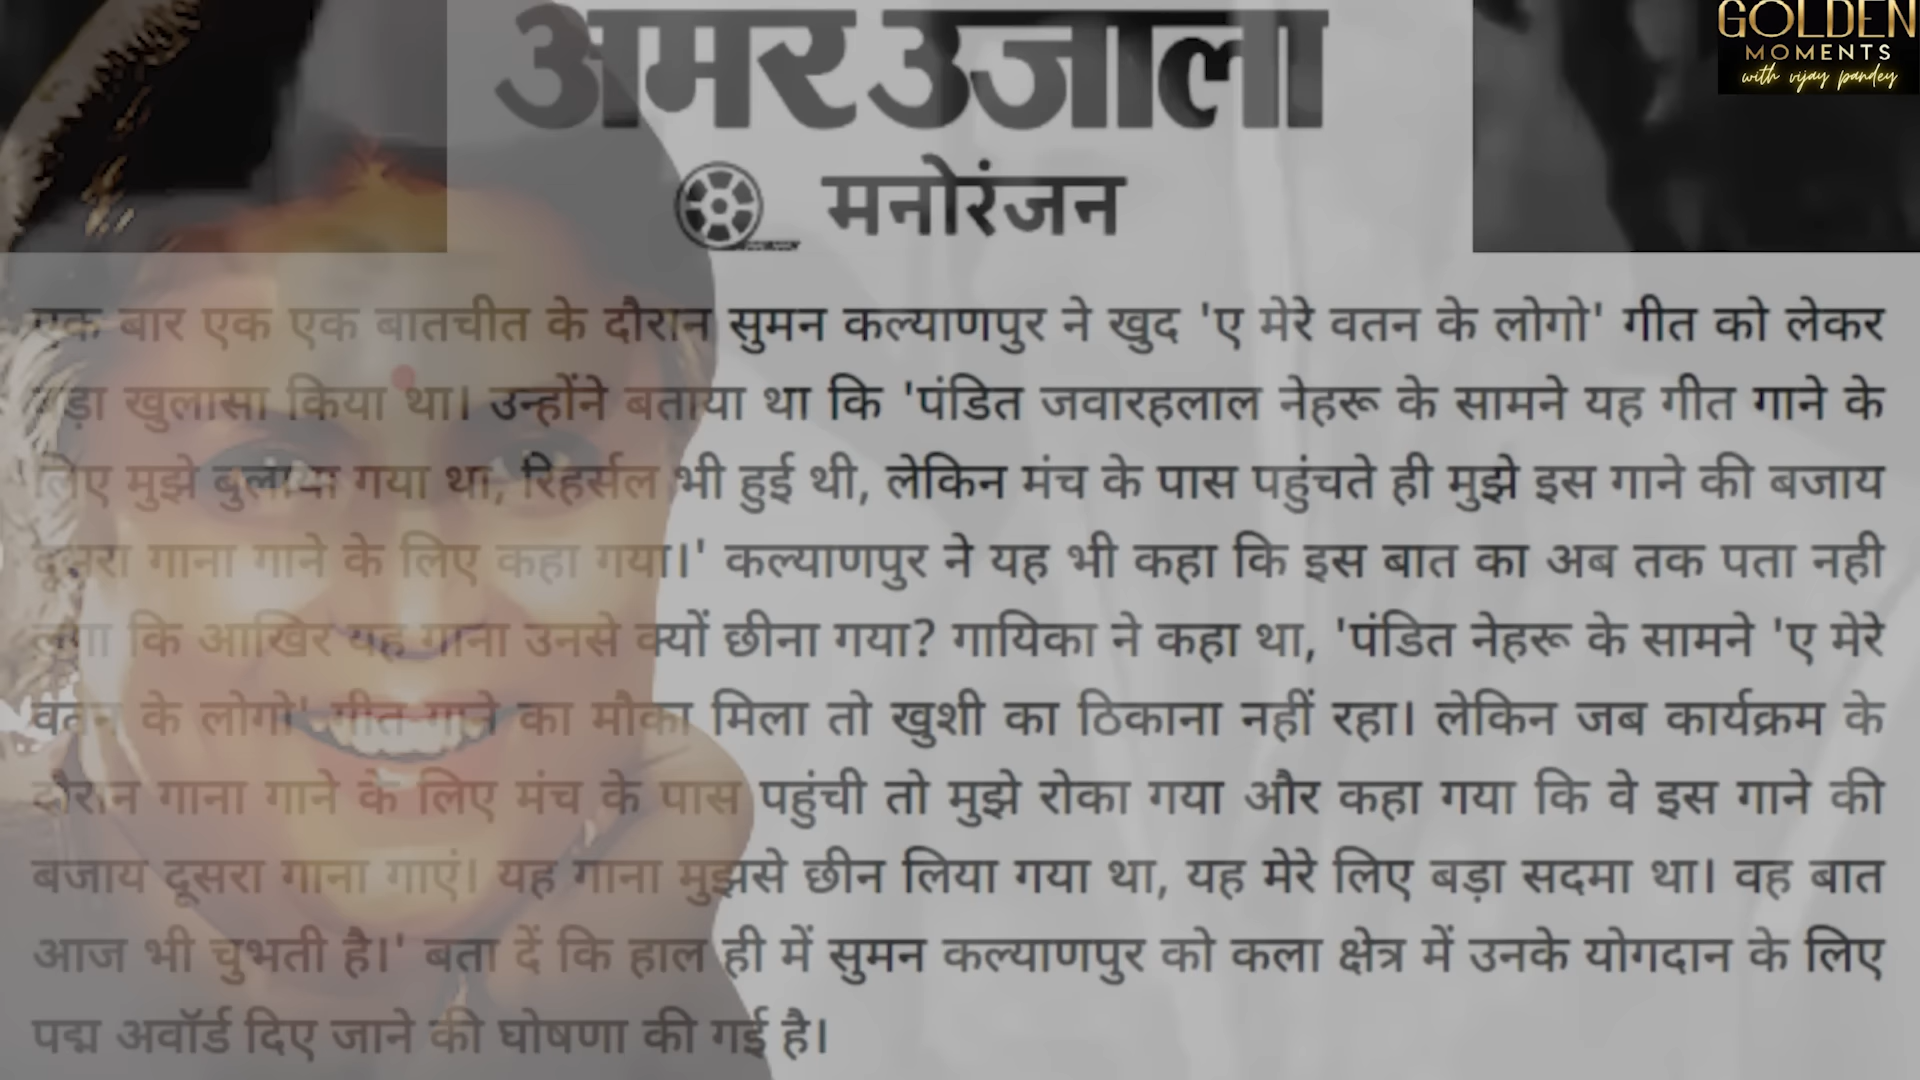 अमर उजाला
GOLDEN
MOMENTS
with vijay pandey
मनोरंजन
एक बार एक एक बातचीत के दौरान सुमन कल्याणपुर ने खुद 'ए मेरे वतन के लोगो' गीत को लेकर
बड़ा खुलासा किया था। उन्होंने बताया था कि 'पंडित जवारहलाल नेहरू के सामने यह गीत गाने के
लिए मुझे बुलाया गया था, रिहर्सल भी हुई थी, लेकिन मंच के पास पहुंचते ही मुझे इस गाने की बजाय
दूसरा गाना गाने के लिए कहा गया।' कल्याणपुर ने यह भी कहा कि इस बात का अब तक पता नही
लगा कि आखिर यह गाना उनसे क्यों छीना गया? गायिका ने कहा था, 'पंडित नेहरू के सामने 'ए मेरे
वतन के लोगो' गीत गाने का मौका मिला तो खुशी का ठिकाना नहीं रहा। लेकिन जब कार्यक्रम के
दौरान गाना गाने के लिए मंच के पास पहुंची तो मुझे रोका गया और कहा गया कि वे इस गाने की
बजाय दूसरा गाना गाएं। यह गाना मुझसे छीन लिया गया था, यह मेरे लिए बड़ा सदमा था। वह बात
आज भी चुभती है।' बता दें कि हाल ही में सुमन कल्याणपुर को कला क्षेत्र में उनके योगदान के लिए
पद्म अवॉर्ड दिए जाने की घोषणा की गई है।